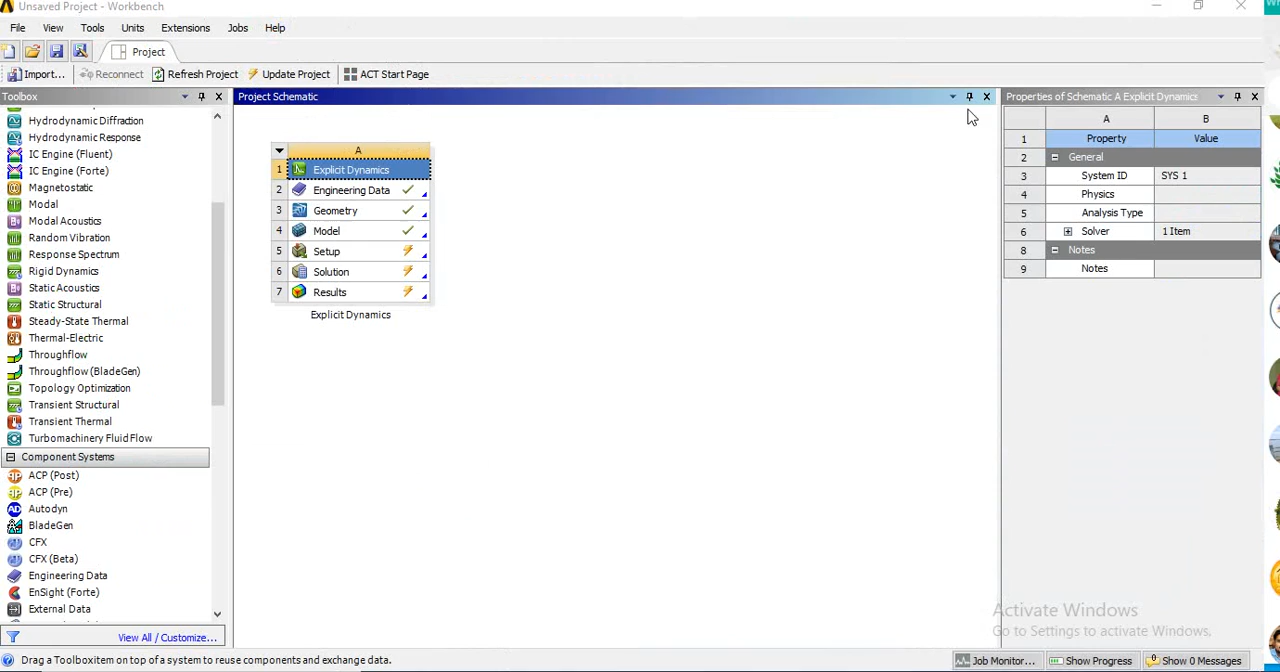 Unsaved Project - Workbench
File View Tools Units Extensions Jobs Help
Project
Import... Reconnect Refresh Project Update Project ACT Start Page
Toolbox
Hydrodynamic Diffraction
Hydrodynamic Response
IC Engine (Fluent)
IC Engine (Forte)
Magnetostatic
Modal
Modal Acoustics
Random Vibration
Response Spectrum
Rigid Dynamics
Static Acoustics
Static Structural
Steady-State Thermal
Thermal-Electric
Throughflow
Throughflow (BladeGen)
Topology Optimization
Transient Structural
Transient Thermal
Turbomachinery Fluid Flow
Component Systems
ACP (Post)
ACP (Pre)
Autodyn
BladeGen
CFX
CFX (Beta)
Engineering Data
EnSight (Forte)
External Data
View All / Customize...
Project Schematic
A
1 Explicit Dynamics
2 Engineering Data
3 Geometry
4 Model
5 Setup
6 Solution
7 Results
Explicit Dynamics
Properties of Schematic A Explicit Dynamics
A B
1 Property Value
2 General
3 System ID SYS 1
4 Physics
5 Analysis Type
6 Solver 1 Item
8 Notes
9 Notes
Activate Windows
Go to Settings to activate Windows.
Drag a Toolboxitem on top of a system to reuse components and exchange data.
Job Monitor... Show Progress Show 0 Messages